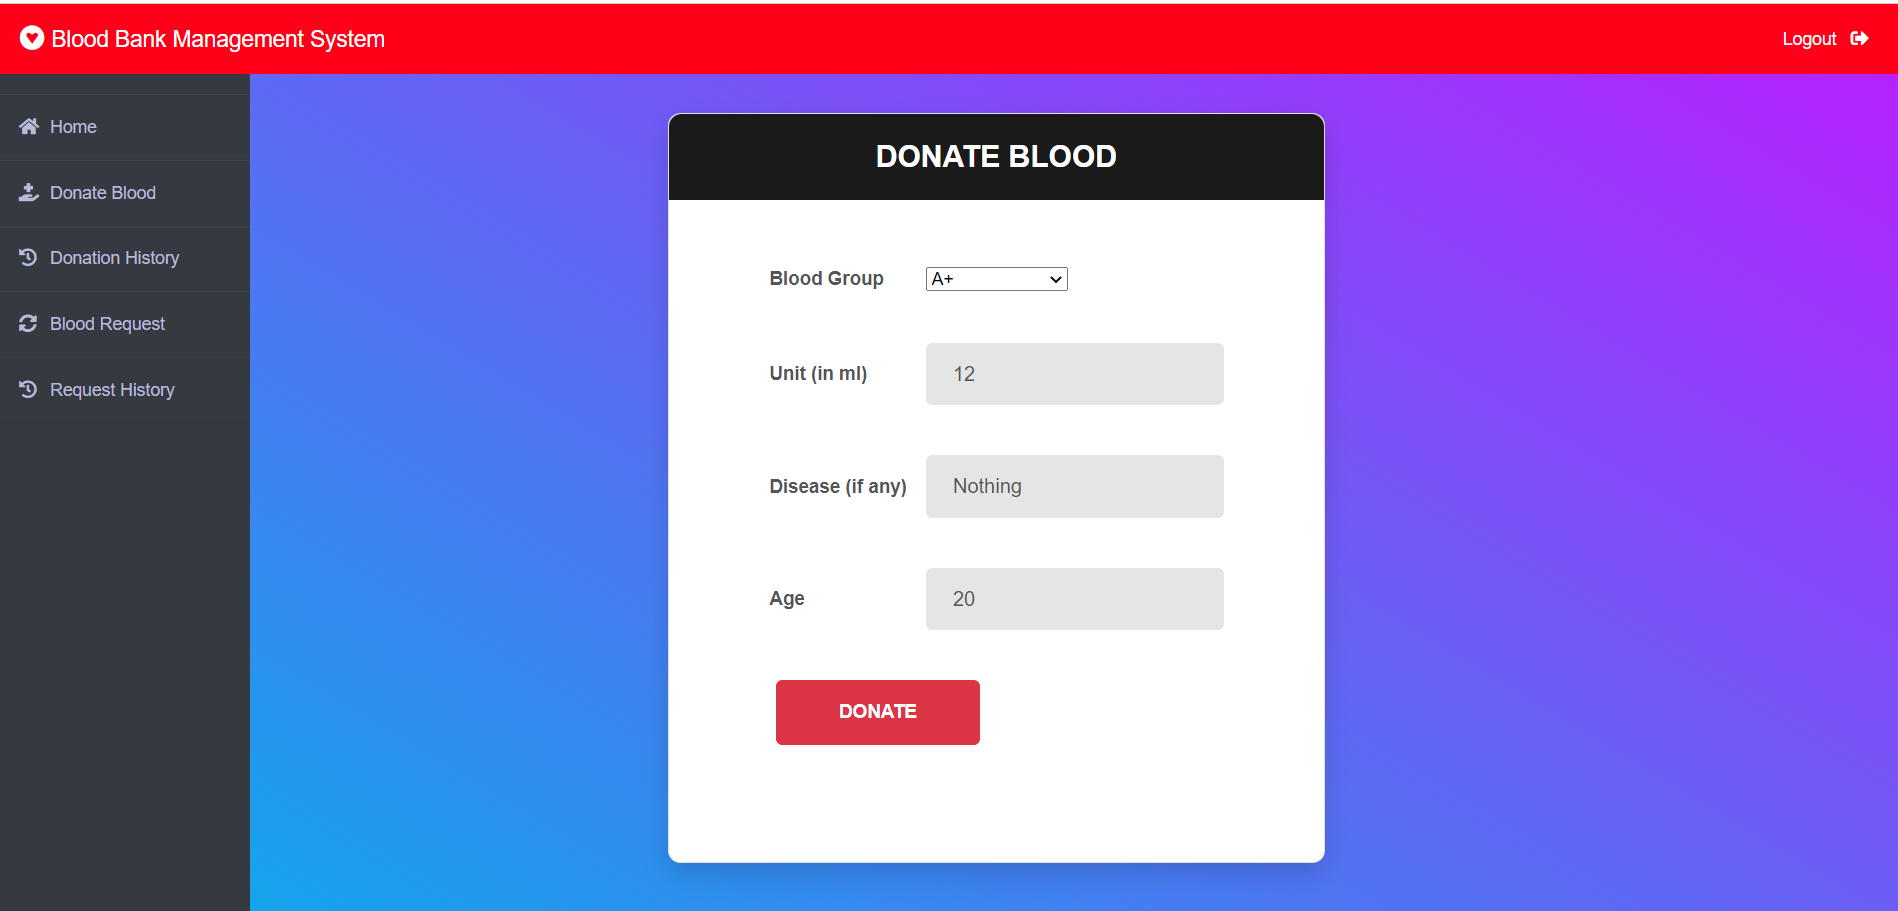 Blood Bank Management System
Logout
Home
Donate Blood
Donation History
Blood Request
Request History
DONATE BLOOD
Blood Group A+
Unit (in ml) 12
Disease (if any) Nothing
Age 20
DONATE